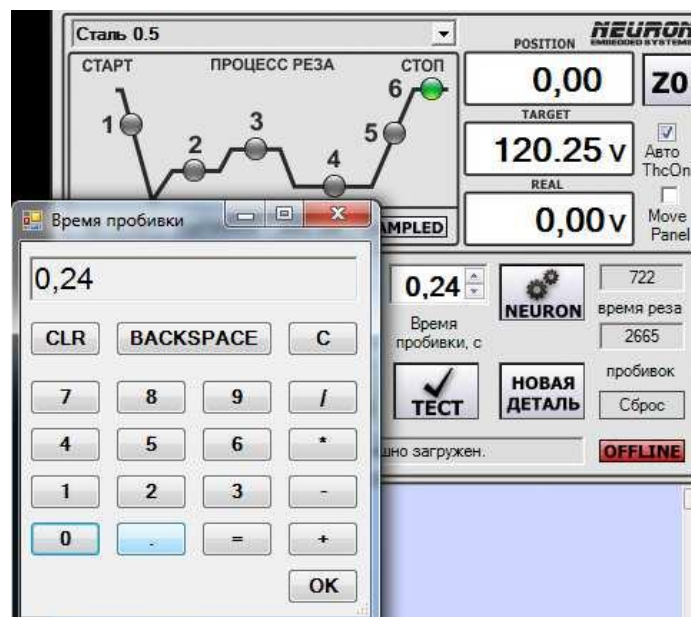 Сталь 0.5
NEURON
EMBEDDED SYSTEMS
СТАРТ ПРОЦЕСС РЕЗА СТОП
1 2 3 4 5 6
POSITION
0,00
Z0
TARGET
120.25 v
Авто
ThcOn
REAL
0,00 v
Move
Panel
Время пробивки
0,24
CLR BACKSPACE C
7 8 9 /
4 5 6 *
1 2 3 -
0 . = +
OK
0,24
Время
пробивки, с
NEURON
722
время реза
2665
пробивок
ТЕСТ
НОВАЯ
ДЕТАЛЬ
Сброс
загружен.
OFFLINE